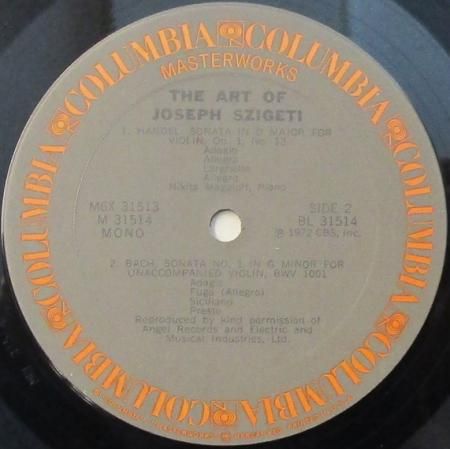 COLUMBIA COLUMBIA COLUMBIA COLUMBIA COLUMBIA COLUMBIA
MASTERWORKS
THE ART OF
JOSEPH SZIGETI
1. HANDEL: SONATA IN D MAJOR FOR
VIOLIN, Op. 1, No. 13
Adagio
Allegro
Larghetto
Allegro
Nikita Magaloff, Piano
MGX 31513
M 31514
MONO
SIDE 2
BL 31514
℗ 1972 CBS, Inc.
2. BACH: SONATA NO. 1 IN G MINOR FOR
UNACCOMPANIED VIOLIN, BWV 1001
Adagio
Fuga (Allegro)
Siciliano
Presto
Reproduced by kind permission of
Angel Records and Electric and
Musical Industries, Ltd.